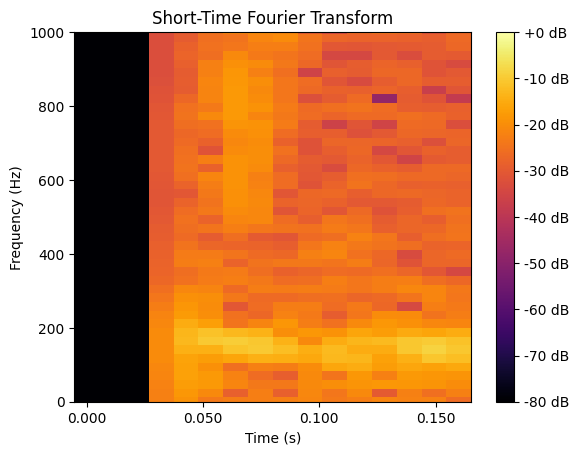 Short-Time Fourier Transform
Frequency (Hz)
1000
800
600
400
200
0
0.000
0.050
0.100
0.150
Time (s)
+0 dB
-10 dB
-20 dB
-30 dB
-40 dB
-50 dB
-60 dB
-70 dB
-80 dB